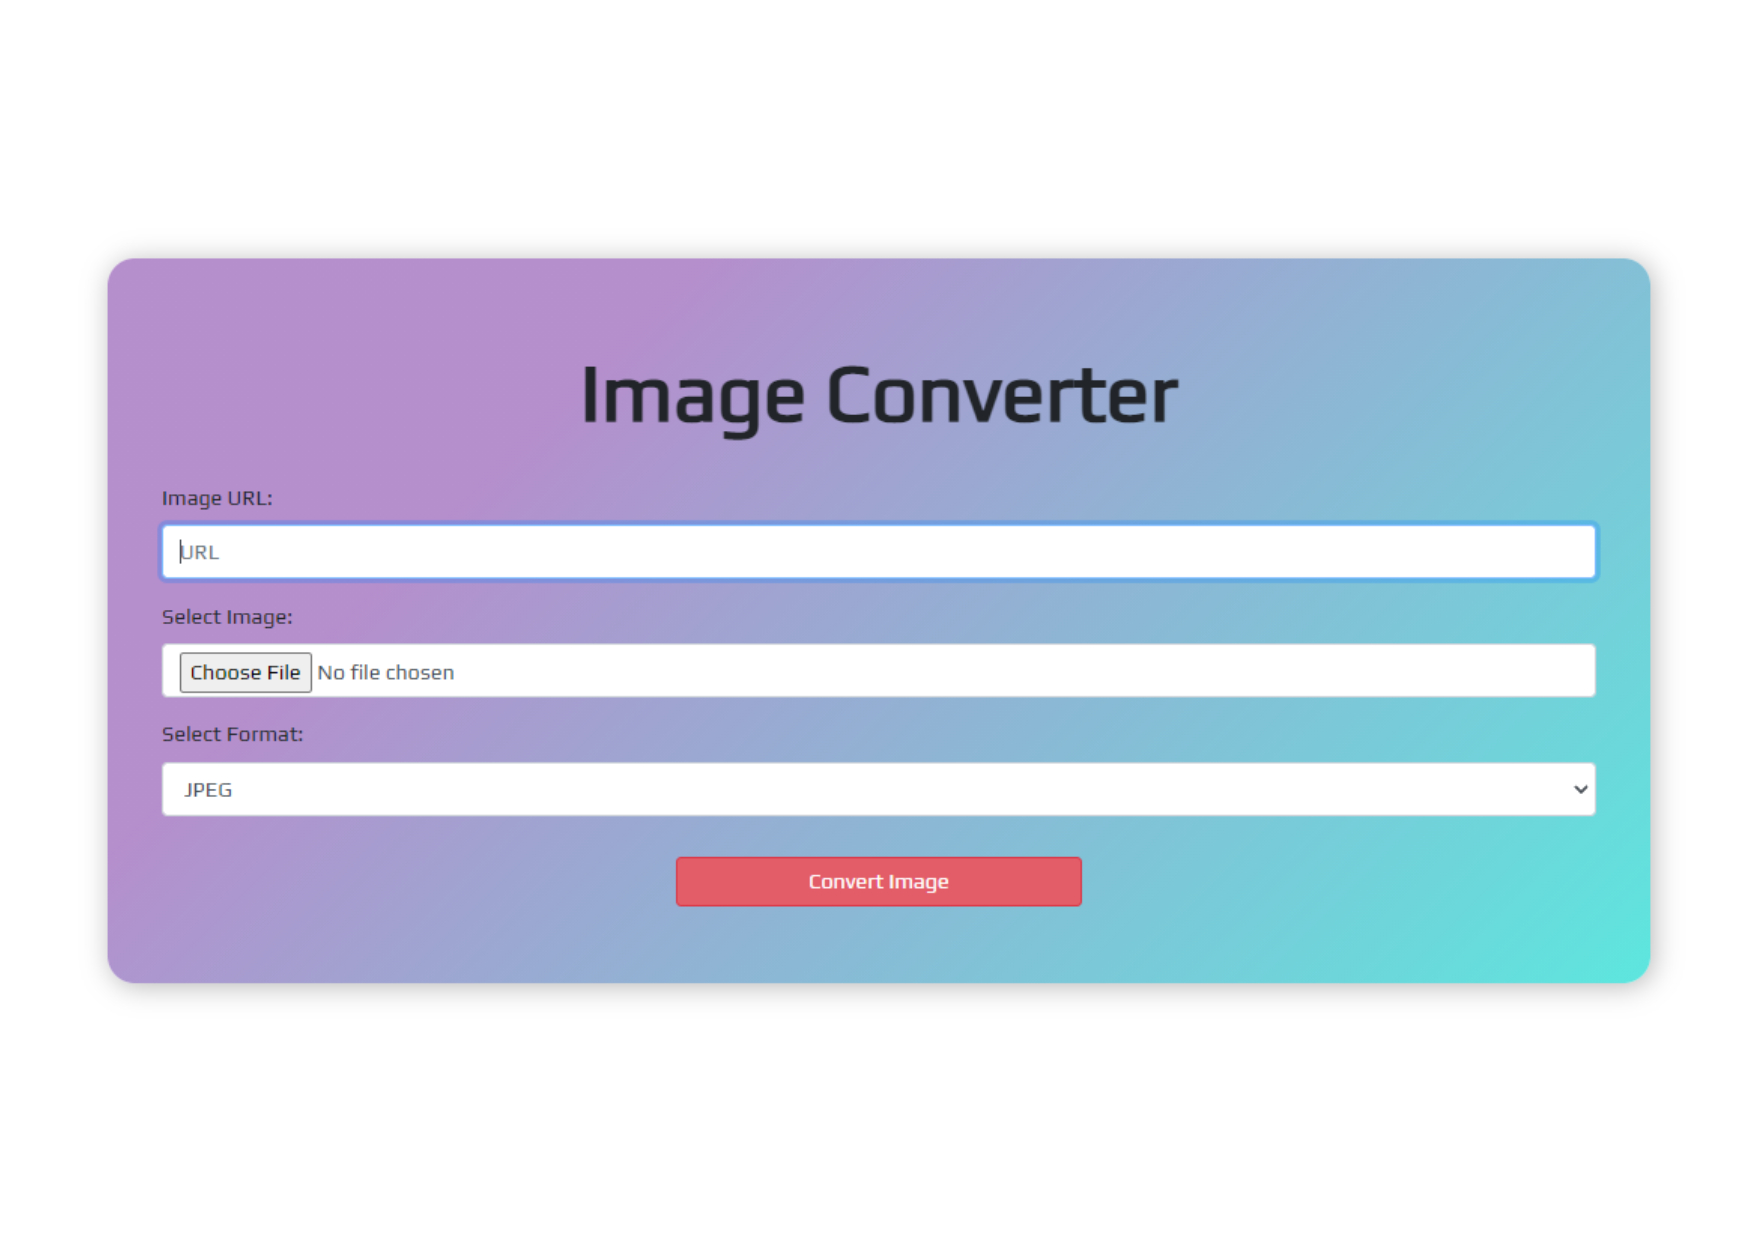 Image Converter
Image URL:
URL
Select Image:
Choose File No file chosen
Select Format:
JPEG
Convert Image